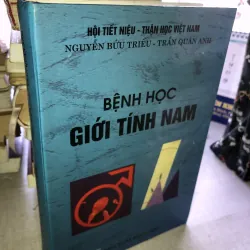 HỘI TIẾT NIỆU - THẬN HỌC VIỆT NAM
NGUYỄN BỬU TRIỀU - TRẦN QUÁN ANH
BỆNH HỌC
GIỚI TÍNH NAM